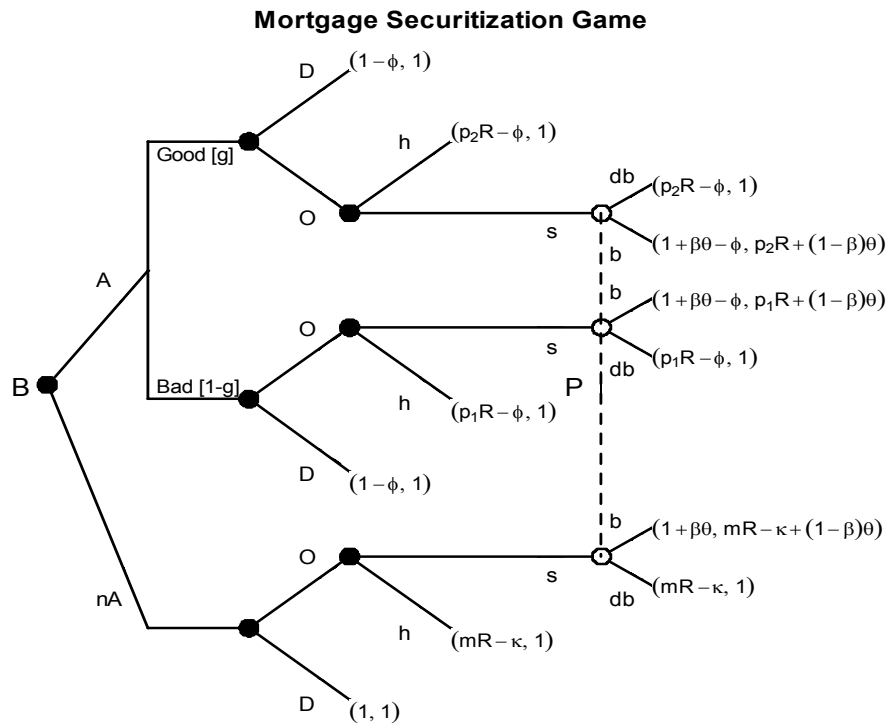 Mortgage Securitization Game
D
(1−ϕ, 1)
h
(p₂R−ϕ, 1)
Good [g]
db
(p₂R−ϕ, 1)
O
s
(1+βθ−ϕ, p₂R+(1−β)θ)
b
A
b
(1+βθ−ϕ, p₁R+(1−β)θ)
O
s
(p₁R−ϕ, 1)
db
B
Bad [1-g]
P
h
(p₁R−ϕ, 1)
D
(1−ϕ, 1)
b
(1+βθ, mR−κ+(1−β)θ)
O
s
(mR−κ, 1)
db
nA
h
(mR−κ, 1)
D
(1, 1)